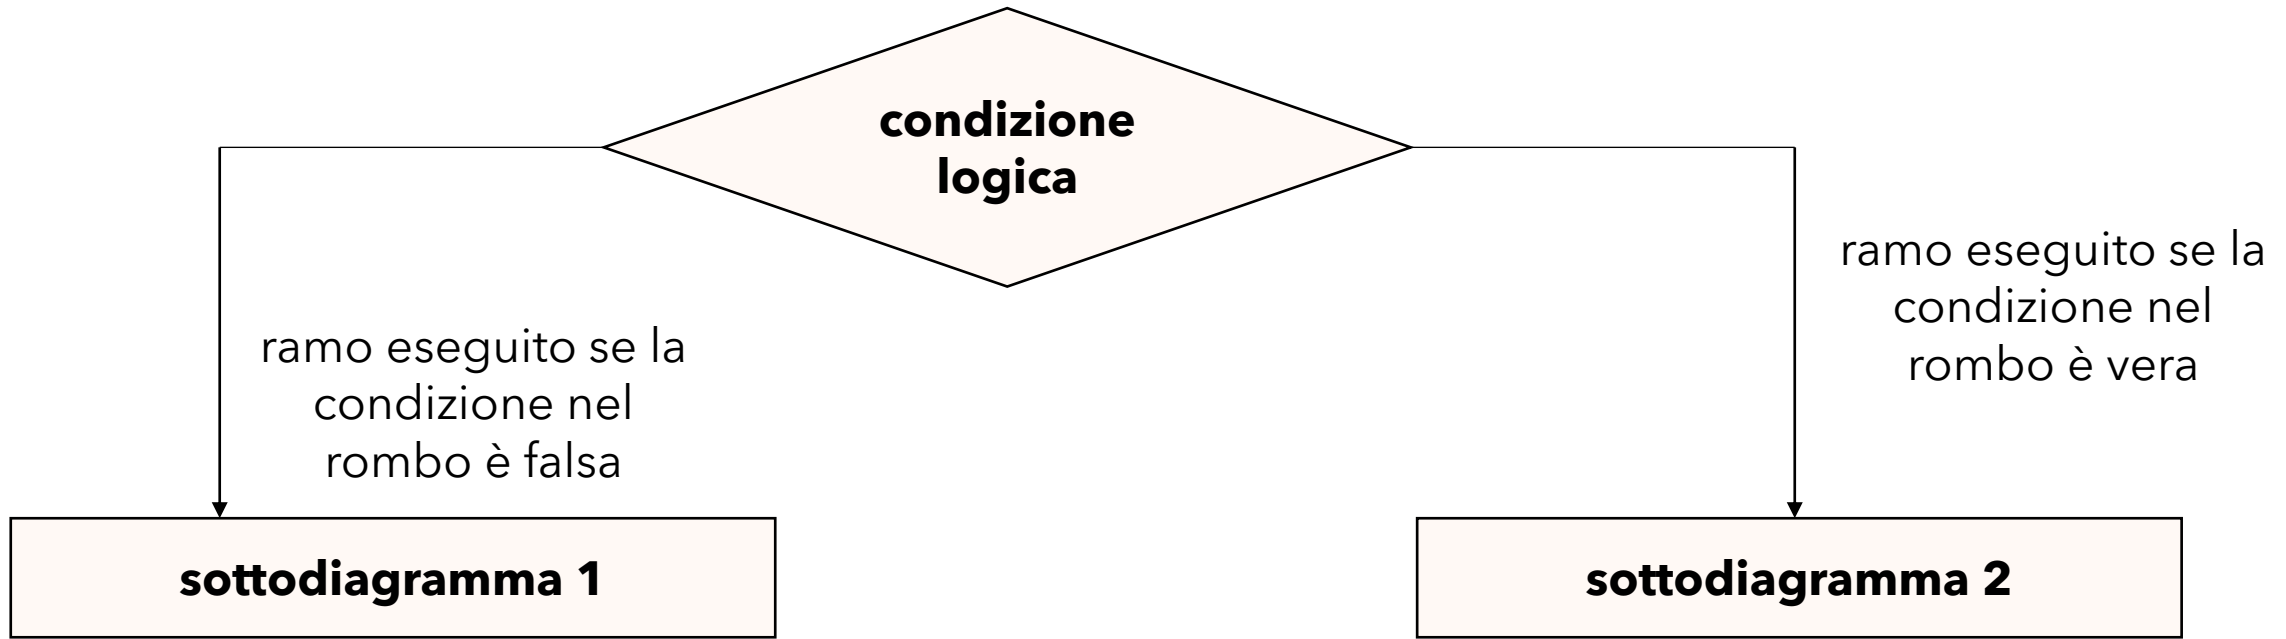 condizione
logica
ramo eseguito se la
condizione nel
rombo è vera
ramo eseguito se la
condizione nel
rombo è falsa
sottodiagramma 1
sottodiagramma 2